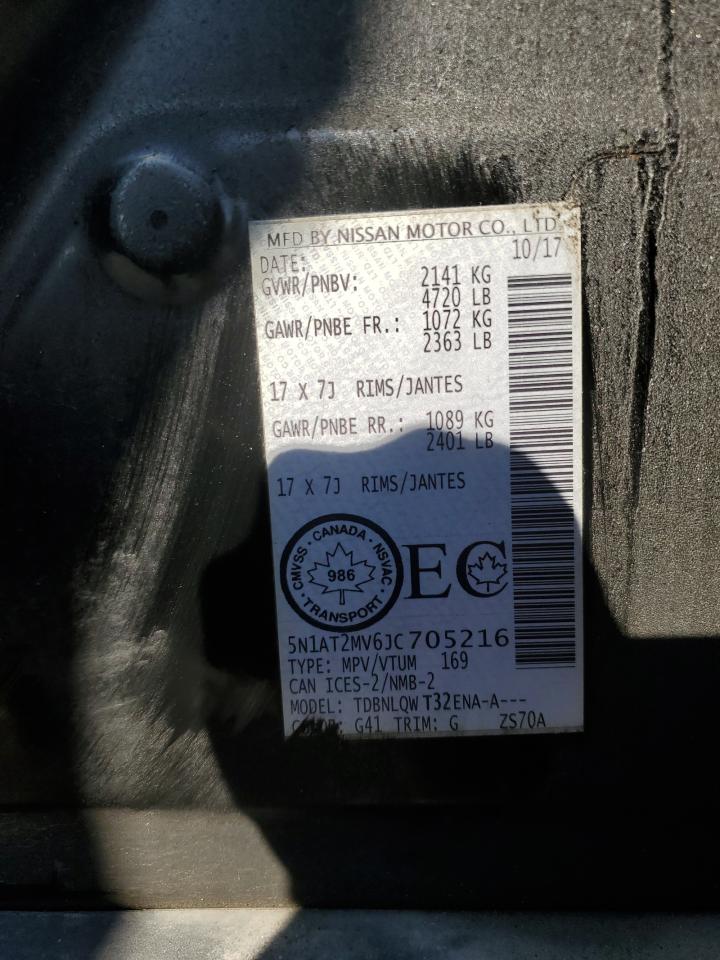 MFD BY NISSAN MOTOR CO., LTD.
DATE: 10/17
GVWR/PNBV: 2141 KG
4720 LB
GAWR/PNBE FR.: 1072 KG
2363 LB
17 X 7J RIMS/JANTES
GAWR/PNBE RR.: 1089 KG
2401 LB
17 X 7J RIMS/JANTES
CMVSS · CANADA · NSVAC
986
· TRANSPORT ·
EC
5N1AT2MV6JC705216
TYPE: MPV/VTUM 169
CAN ICES-2/NMB-2
MODEL: TDBNLQW T32ENA-A---
G41 TRIM: G ZS70A